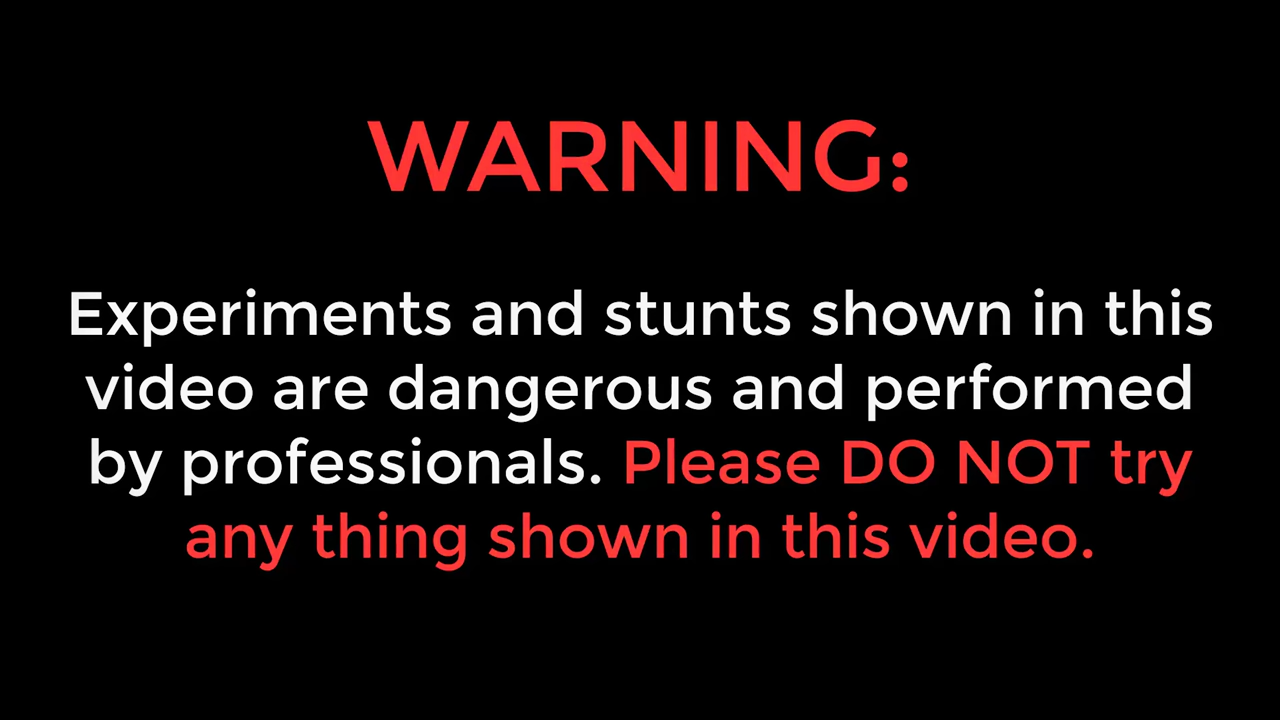 WARNING:
Experiments and stunts shown in this
video are dangerous and performed
by professionals. Please DO NOT try
any thing shown in this video.